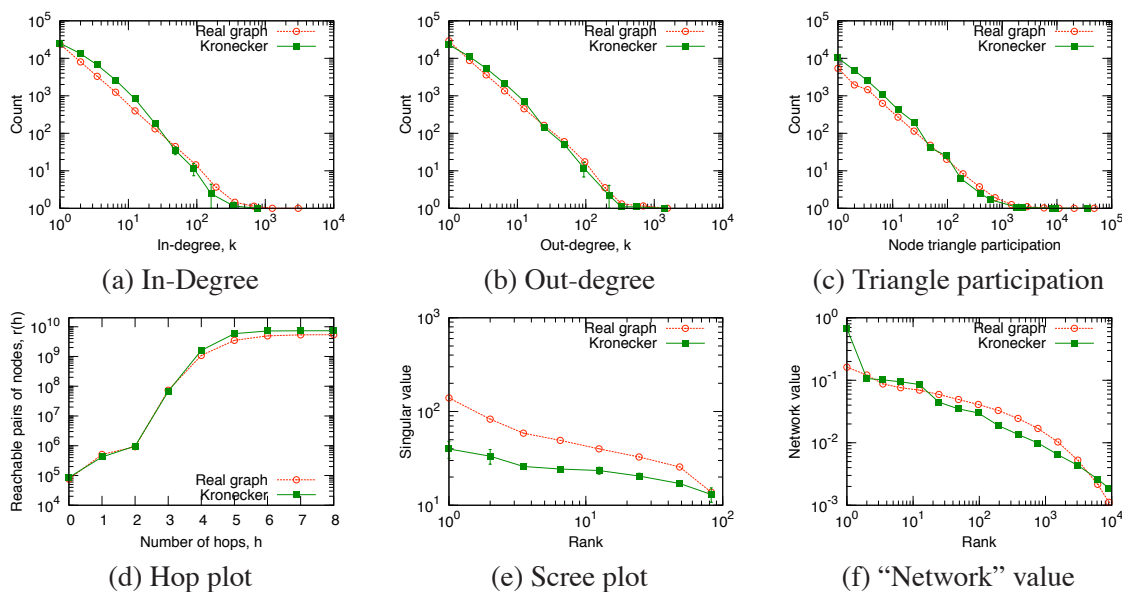 10^5
10^4
10^3
10^2
10^1
10^0
Count
Real graph
Kronecker
10^0 10^1 10^2 10^3 10^4
In-degree, k
(a) In-Degree
10^5
10^4
10^3
10^2
10^1
10^0
Count
Real graph
Kronecker
10^0 10^1 10^2 10^3 10^4
Out-degree, k
(b) Out-degree
10^5
10^4
10^3
10^2
10^1
10^0
Count
Real graph
Kronecker
10^0 10^1 10^2 10^3 10^4 10^5
Node triangle participation
(c) Triangle participation
10^10
10^9
10^8
10^7
10^6
10^5
10^4
Reachable pairs of nodes, r(h)
Real graph
Kronecker
0 1 2 3 4 5 6 7 8
Number of hops, h
(d) Hop plot
10^3
10^2
10^1
Singular value
Real graph
Kronecker
10^0 10^1 10^2
Rank
(e) Scree plot
10^0
10^-1
10^-2
10^-3
Network value
Real graph
Kronecker
10^0 10^1 10^2 10^3 10^4
Rank
(f) “Network” value